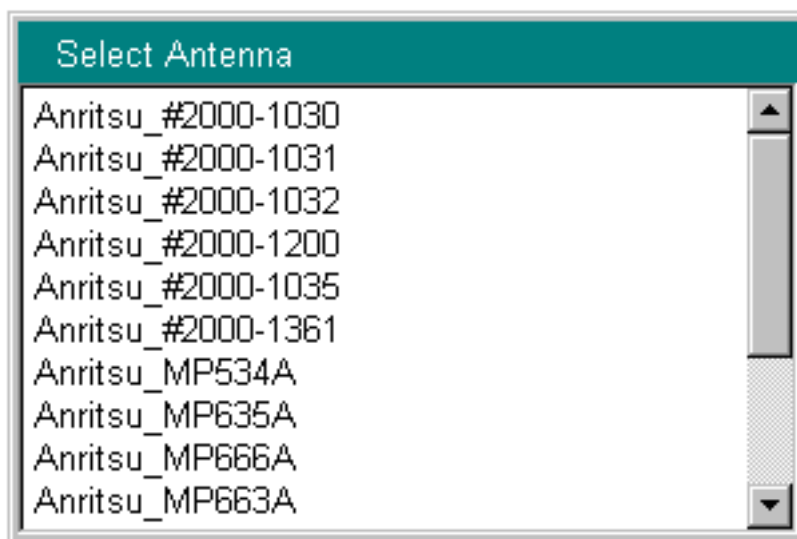 Select Antenna
Anritsu_#2000-1030
Anritsu_#2000-1031
Anritsu_#2000-1032
Anritsu_#2000-1200
Anritsu_#2000-1035
Anritsu_#2000-1361
Anritsu_MP534A
Anritsu_MP635A
Anritsu_MP666A
Anritsu_MP663A